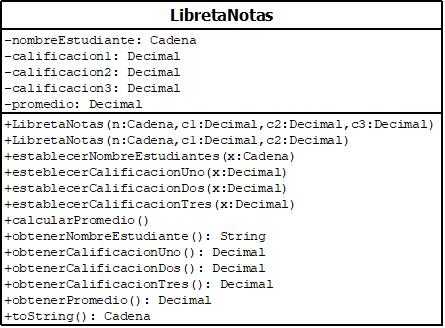 LibretaNotas
-nombreEstudiante: Cadena
-calificacion1: Decimal
-calificacion2: Decimal
-calificacion3: Decimal
-promedio: Decimal
+LibretaNotas(n:Cadena,c1:Decimal,c2:Decimal,c3:Decimal)
+LibretaNotas(n:Cadena,c1:Decimal,c2:Decimal)
+establecerNombreEstudiantes(x:Cadena)
+esteblecerCalificacionUno(x:Decimal)
+establecerCalificacionDos(x:Decimal)
+establecerCalificacionTres(x:Decimal)
+calcularPromedio()
+obtenerNombreEstudiante(): String
+obtenerCalificacionUno(): Decimal
+obtenerCalificacionDos(): Decimal
+obtenerCalificacionTres(): Decimal
+obtenerPromedio(): Decimal
+toString(): Cadena